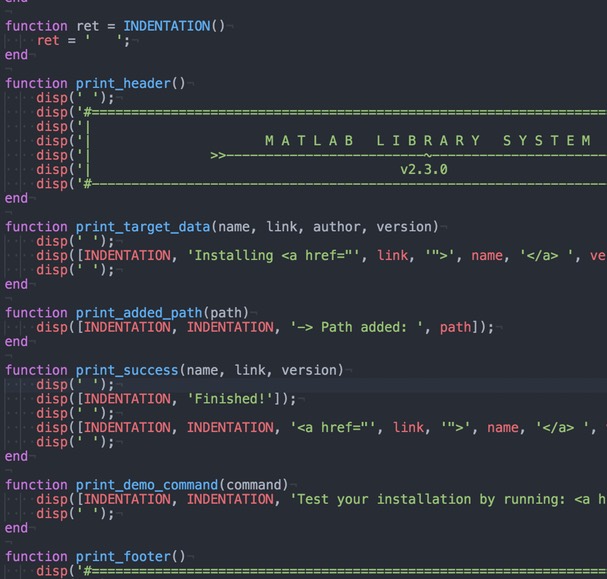 end
function ret = INDENTATION()
ret = '   ';
end
function print_header()
disp(' ');
disp('#==================================================================
disp('|
disp('|                      M A T L A B   L I B R A R Y   S Y S T E M
disp('|               >>--------------------------~----------------------
disp('|                                       v2.3.0
disp('#------------------------------------------------------------------
end
function print_target_data(name, link, author, version)
disp(' ');
disp([INDENTATION, 'Installing <a href="', link, '">', name, '</a> ', ve
disp(' ');
end
function print_added_path(path)
disp([INDENTATION, INDENTATION, '-> Path added: ', path]);
end
function print_success(name, link, version)
disp(' ');
disp([INDENTATION, 'Finished!']);
disp(' ');
disp([INDENTATION, INDENTATION, '<a href="', link, '">', name, '</a> ', 
disp(' ');
end
function print_demo_command(command)
disp([INDENTATION, INDENTATION, 'Test your installation by running: <a h
disp(' ');
end
function print_footer()
disp('#==================================================================